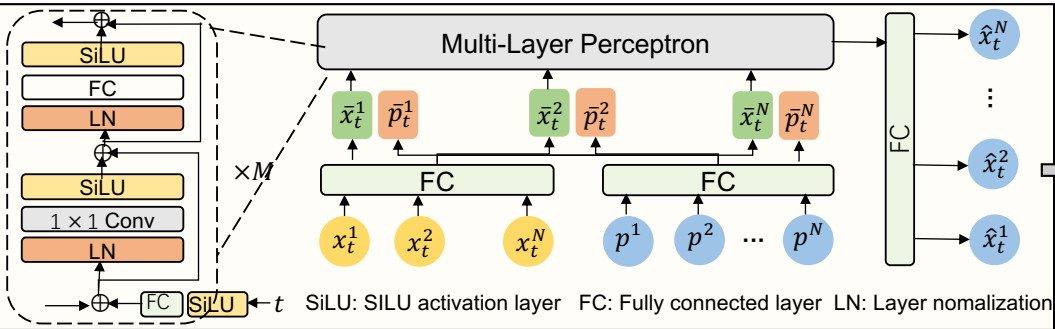 SiLU
FC
LN
SiLU
1 × 1 Conv
LN
FC
SiLU
t
×M
Multi-Layer Perceptron
x̄_t^1 p̄_t^1 x̄_t^2 p̄_t^2 x̄_t^N p̄_t^N
FC FC
x_t^1 x_t^2 x_t^N p^1 p^2 ... p^N
FC
x̂_t^N
⋮
x̂_t^2
x̂_t^1
SiLU: SILU activation layer FC: Fully connected layer LN: Layer nomalization